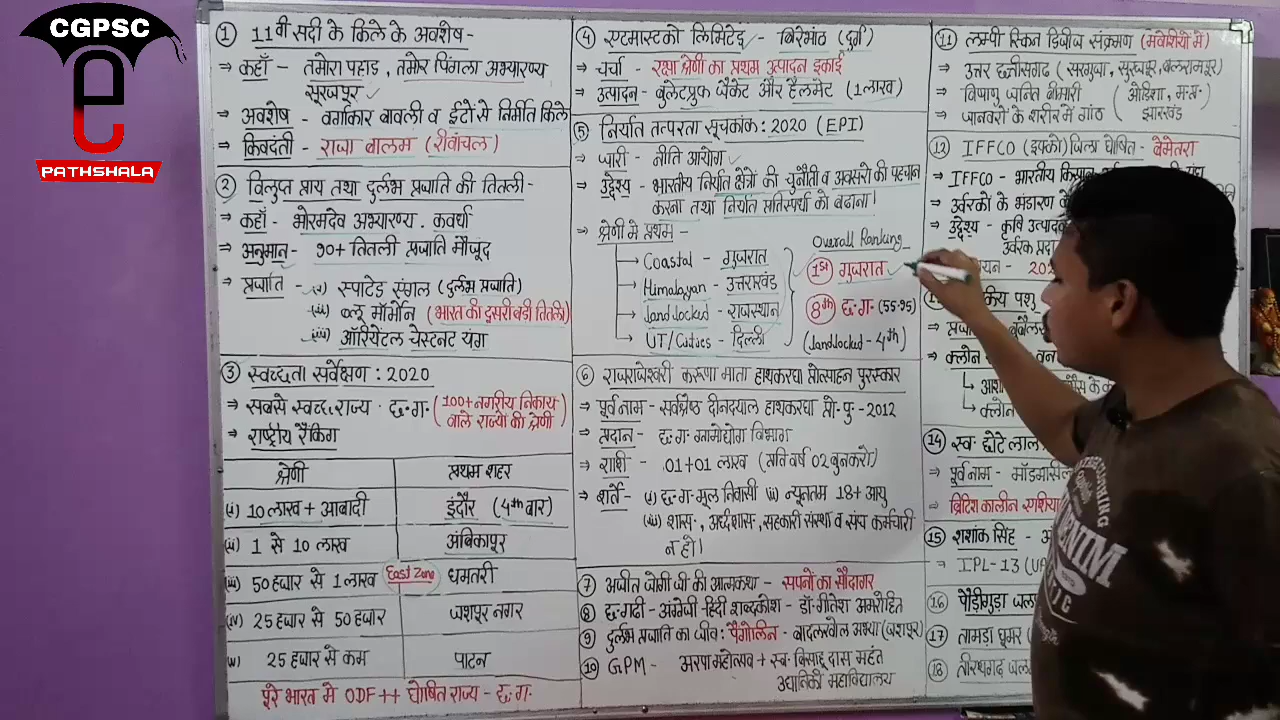 CGPSC
e
PATHSHALA
① 11वी सदी के किले के अवशेष-
⇒ कहाँ - तमोरा पहाड़, तमोर पिंगला अभ्यारण्य
सूरजपूर
⇒ अवशेष - वर्गाकार बावली व ईंटो से निर्मित किले
⇒ किवदंती - राजा बालम (रीवांचल)
② विलुप्त प्राय तथा दुर्लभ प्रजाति की तितली-
⇒ कहाँ - भोरमदेव अभ्यारण्य . कवर्धा
⇒ अनुमान- 90+ तितली प्रजाति मौजूद
⇒ प्रजाति - (i) स्पाटेड एंगल (दुर्लभ प्रजाति)
(ii) ब्लू मॉर्मोन (भारत की दुसरी बडी तितली)
(iii) ऑरियेंटल चेस्टनट एंग
③ स्वच्छता सर्वेक्षण : 2020
⇒ सबसे स्वच्छ राज्य - छ.ग. (100+ नगरीय निकाय
वाले राज्यो की श्रेणी)
⇒ राष्ट्रीय रैंकिग
श्रेणी प्रथम शहर
(i) 10 लाख + आबादी इंदौर (4th बार)
(ii) 1 से 10 लाख अंबिकापूर
(iii) 50 हजार से 1 लाख East Zone धमतरी
(iv) 25 हजार से 50 हजार जशपूर नगर
(v) 25 हजार से कम पाटन
पुरे भारत मे ODF++ घोषित राज्य - छ.ग.
④ एटमास्टको लिमिटेड - बिरेभांठ (दुर्ग)
⇒ चर्चा - रक्षा श्रेणी का प्रथम उत्पादन इकाई
⇒ उत्पादन - बुलेटप्रुफ जैकेट और हैलमेट (1 लाख)
⑤ निर्यात तत्परता सूचकांक : 2020 (EPI)
⇒ जारी - नीति आयोग
⇒ उद्देश्य - भारतीय निर्यात क्षेत्रों की चुनौती व अवसरो की पहचान
करना तथा निर्यात प्रतिस्पर्धा को बढाना।
⇒ श्रेणी मे प्रथम -
Coastal - गुजरात
Himalayan - उत्तराखंड
Landlocked - राजस्थान
UT/Cities - दिल्ली
Overall Ranking
1st गुजरात
8th छ.ग. (55.95)
(Landlocked - 4th)
⑥ राजराजेश्वरी करूणा माता हाथकरघा प्रोत्साहन पुरस्कार
⇒ पूर्व नाम - सर्वश्रेष्ठ दीनदयाल हाथकरघा प्रो. पु. - 2012
⇒ प्रदान - छ.ग. ग्रामोद्योग विभाग
⇒ राशि - 01+01 लाख (प्रति वर्ष 02 बुनकरो)
⇒ शर्ते - (i) छ.ग. मूल निवासी (ii) न्यूनतम 18+ आयु
(iii) शास., अर्धशास., सहकारी संस्था व संघ कर्मचारी
न हो।
⑦ अजीत जोगी जी की आत्मकथा - सपनों का सौदागर
⑧ छ.गढी - अंग्रेजी - हिंदी शब्दकोश - डॉ. गीतेश अमरोहित
⑨ दुर्लभ प्रजाति का जीव : पैंगोलिन - बादलखोल अभ्या (जशपूर)
⑩ GPM - अरपा महोत्सव + स्व. बिसाहू दास महंत
उद्यानिकी महाविद्यालय
⑪ लम्पी स्किन डिजीज संक्रमण (मवेशियो में)
⇒ उत्तर छत्तीसगढ (सरगुजा, सुरजपूर, बलरामपूर)
⇒ विषाणु जनित बीमारी (ओडिशा, म.प्र.
⇒ जानवरो के शरीर में गांठ झारखंड
⑫ IFFCO (इफ्को) जिला घोषित - बेमेतरा
⇒ IFFCO - भारतीय किसान
⇒ उर्वरकों के भंडारण
⇒ उद्देश्य - कृषि उत्पादक
उर्वरक प्रदा
⇒ क्लोन
⑭ स्व. छोटे लाल
⇒ पूर्व नाम -
⇒ ब्रिटिश कालीन एशिया
⑮ शशांक सिंह -
⇒ IPL-13 (UA
⑯ पौड़ीगुड़ा जल
⑰ तामड़ा घूमर
⑱ तीरथगढ जल